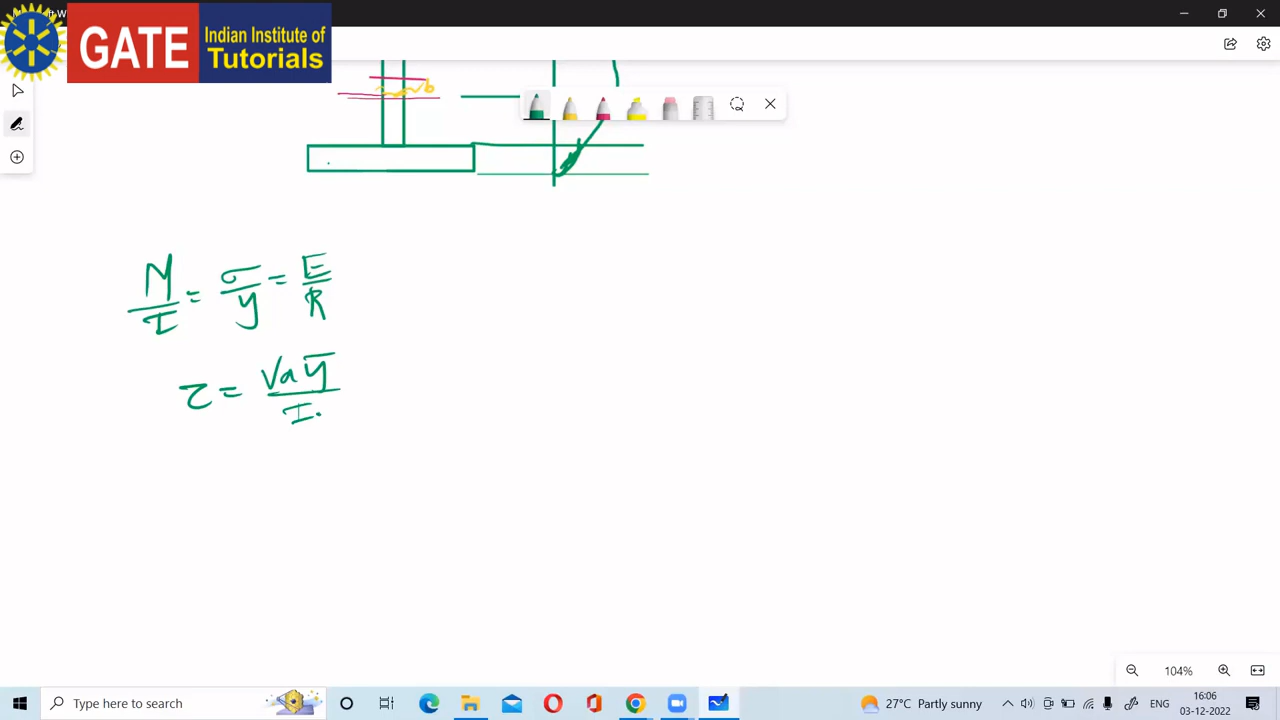 GATE
Indian Institute of
Tutorials
b
M/I = σ/y = E/R
τ = Vaȳ/I.
104%
Type here to search
27°C Partly sunny
ENG
16:06
03-12-2022